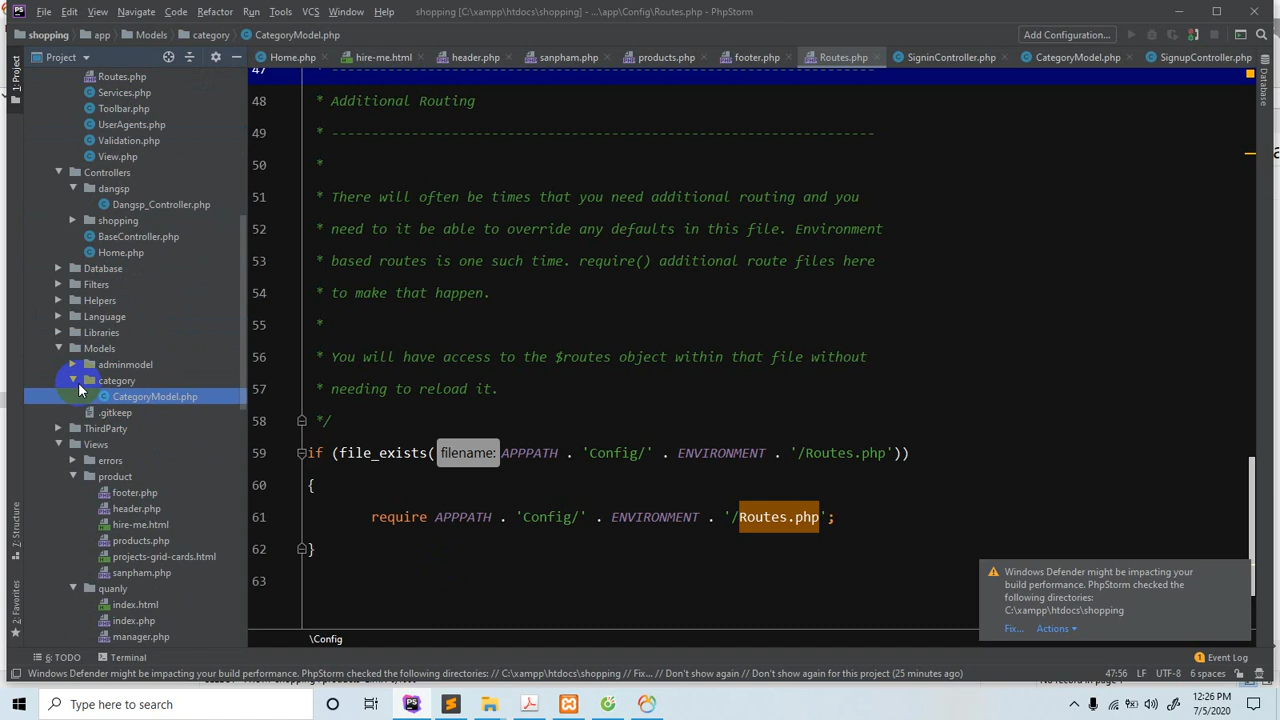 PS File Edit View Navigate Code Refactor Run Tools VCS Window Help shopping [C:\xampp\htdocs\shopping] - ...\app\Config\Routes.php - PhpStorm
shopping app Models category CategoryModel.php Add Configuration...
Project Home.php hire-me.html header.php sanpham.php products.php footer.php Routes.php SigninController.php CategoryModel.php SignupController.php
1: Project
Database
7: Structure
2: Favorites
Routes.php
Services.php
Toolbar.php
UserAgents.php
Validation.php
View.php
Controllers
dangsp
Dangsp_Controller.php
shopping
BaseController.php
Home.php
Database
Filters
Helpers
Language
Libraries
Models
adminmodel
category
CategoryModel.php
.gitkeep
ThirdParty
Views
errors
product
footer.php
header.php
hire-me.html
products.php
projects-grid-cards.html
sanpham.php
quanly
index.html
index.php
manager.php
47 * --------------------------------------------------------------------
48 * Additional Routing
49 * --------------------------------------------------------------------
50 *
51 * There will often be times that you need additional routing and you
52 * need to it be able to override any defaults in this file. Environment
53 * based routes is one such time. require() additional route files here
54 * to make that happen.
55 *
56 * You will have access to the $routes object within that file without
57 * needing to reload it.
58 */
59 if (file_exists( filename: APPPATH . 'Config/' . ENVIRONMENT . '/Routes.php'))
60 {
61 require APPPATH . 'Config/' . ENVIRONMENT . '/Routes.php';
62 }
63
\Config
Windows Defender might be impacting your
build performance. PhpStorm checked the
following directories:
C:\xampp\htdocs\shopping
Fix... Actions
6: TODO Terminal 1 Event Log
Windows Defender might be impacting your build performance. PhpStorm checked the following directories: // C:\xampp\htdocs\shopping // Fix... // Don't show again // Don't show again for this project (25 minutes ago) 47:56 LF UTF-8 6 spaces
Type here to search
12:26 PM
7/5/2020